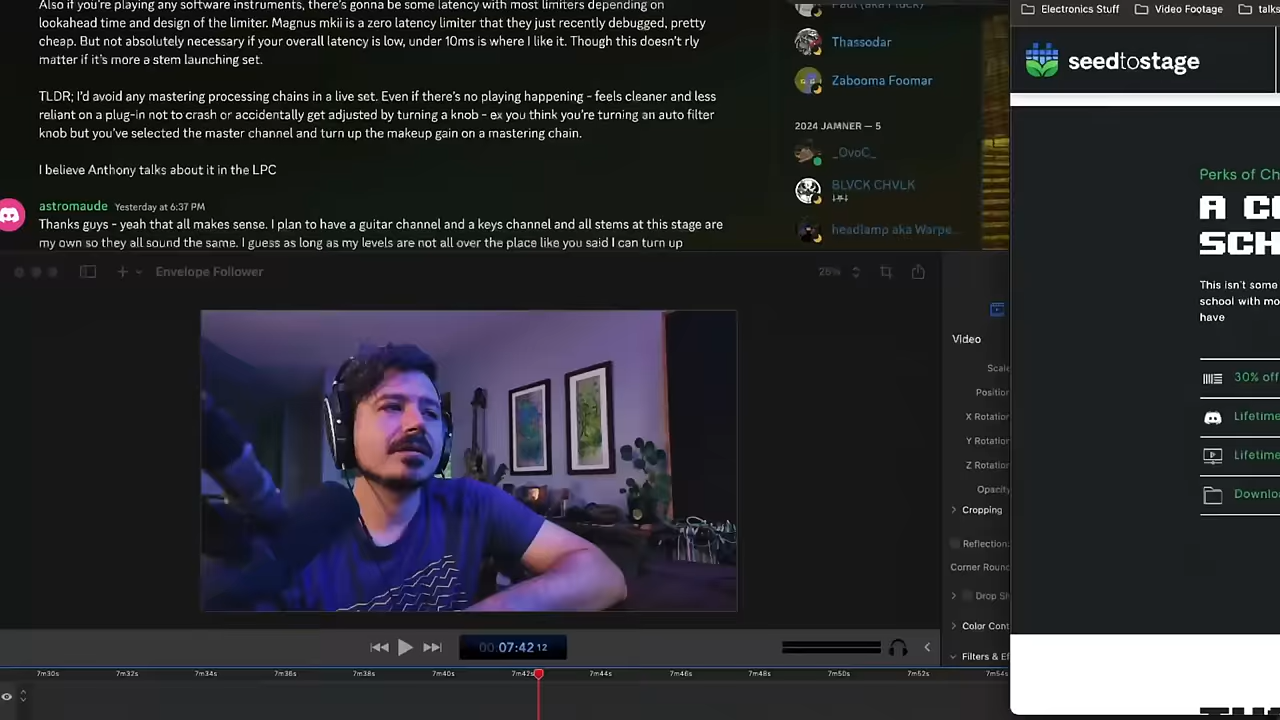 Also if you're playing any software instruments, there's gonna be some latency with most limiters depending on
lookahead time and design of the limiter. Magnus mkii is a zero latency limiter that they just recently debugged, pretty
cheap. But not absolutely necessary if your overall latency is low, under 10ms is where I like it. Though this doesn't rly
matter if it's more a stem launching set.
TLDR; I'd avoid any mastering processing chains in a live set. Even if there's no playing happening - feels cleaner and less
reliant on a plug-in not to crash or accidentally get adjusted by turning a knob - ex you think you're turning an auto filter
knob but you've selected the master channel and turn up the makeup gain on a mastering chain.
I believe Anthony talks about it in the LPC
astromaude Yesterday at 6:37 PM
Thanks guys - yeah that all makes sense. I plan to have a guitar channel and a keys channel and all stems at this stage are
my own so they all sound the same. I guess so long as my levels are not all over the place like you said I can turn up
Thassodar
Zabooma Foomar
2024 JAMNER — 5
_OvoC_
BLVCK CHVLK
headlamp aka Warpe...
Electronics Stuff
Video Footage
talks
seedtostage
Perks of Ch
A C
SCH
This isn't some
school with mo
have
30% off
Lifetime
Lifetime
Downlo
Envelope Follower
28%
Video
Scale
Position
X Rotation
Y Rotation
Z Rotation
Opacity
Cropping
Reflection:
Corner Round
Drop Sh
Color Cont
Filters & Ef
00 07:42 12
7m30s
7m32s
7m34s
7m36s
7m38s
7m40s
7m42s
7m44s
7m46s
7m48s
7m50s
7m52s
7m54s